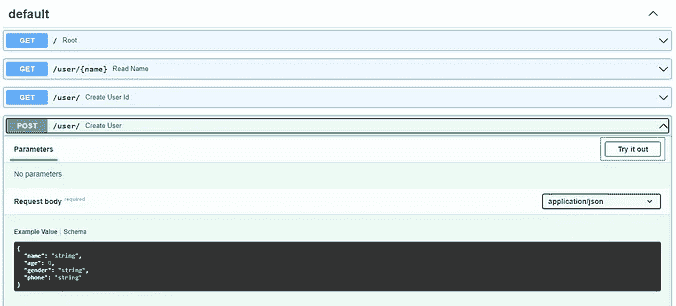 default
GET / Root
GET /user/{name} Read Name
GET /user/ Create User Id
POST /user/ Create User
Parameters
Try it out
No parameters
Request body required
application/json
Example Value | Schema
{
"name": "string",
"age": 0,
"gender": "string",
"phone": "string"
}